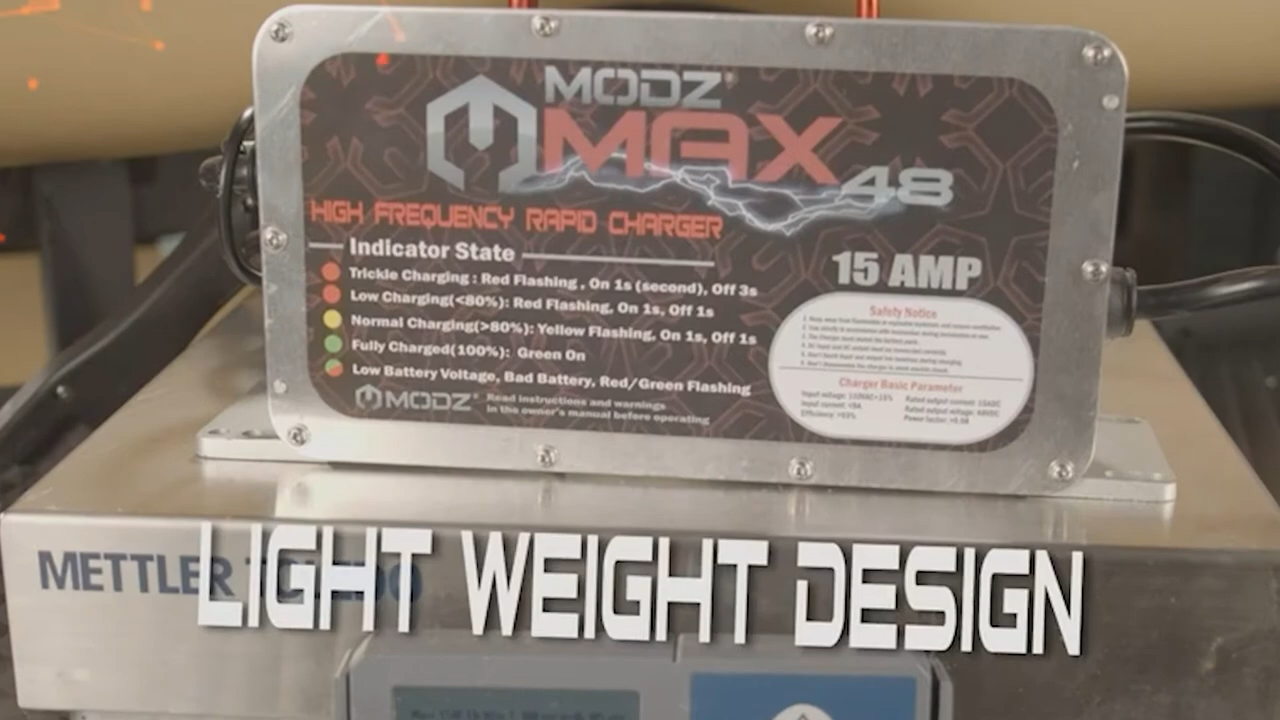 MODZ®
MAX 48
HIGH FREQUENCY RAPID CHARGER
Indicator State
15 AMP
Trickle Charging : Red Flashing , On 1s (second), Off 3s
Low Charging(<80%): Red Flashing, On 1s, Off 1s
Normal Charging(>80%): Yellow Flashing, On 1s, Off 1s
Fully Charged(100%): Green On
Low Battery Voltage, Bad Battery, Red/Green Flashing
MODZ® Read instructions and warnings
in the owner's manual before operating
Safety Notice
Charger Basic Parameter
METTLER TOLEDO
LIGHT WEIGHT DESIGN